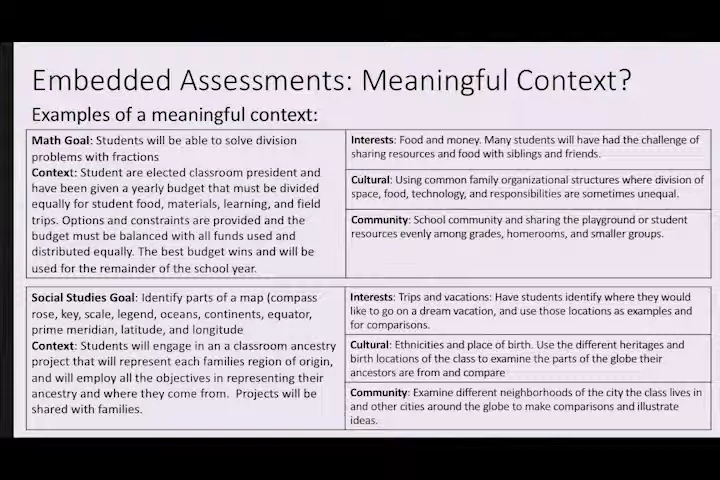 Embedded Assessments: Meaningful Context?
Examples of a meaningful context:
Math Goal: Students will be able to solve division
problems with fractions
Context: Student are elected classroom president and
have been given a yearly budget that must be divided
equally for student food, materials, learning, and field
trips. Options and constraints are provided and the
budget must be balanced with all funds used and
distributed equally. The best budget wins and will be
used for the remainder of the school year.
Interests: Food and money. Many students will have had the challenge of
sharing resources and food with siblings and friends.
Cultural: Using common family organizational structures where division of
space, food, technology, and responsibilities are sometimes unequal.
Community: School community and sharing the playground or student
resources evenly among grades, homerooms, and smaller groups.
Social Studies Goal: Identify parts of a map (compass
rose, key, scale, legend, oceans, continents, equator,
prime meridian, latitude, and longitude
Context: Students will engage in an a classroom ancestry
project that will represent each families region of origin,
and will employ all the objectives in representing their
ancestry and where they come from.  Projects will be
shared with families.
Interests: Trips and vacations: Have students identify where they would
like to go on a dream vacation, and use those locations as examples and
for comparisons.
Cultural: Ethnicities and place of birth. Use the different heritages and
birth locations of the class to examine the parts of the globe their
ancestors are from and compare
Community: Examine different neighborhoods of the city the class lives in
and other cities around the globe to make comparisons and illustrate
ideas.